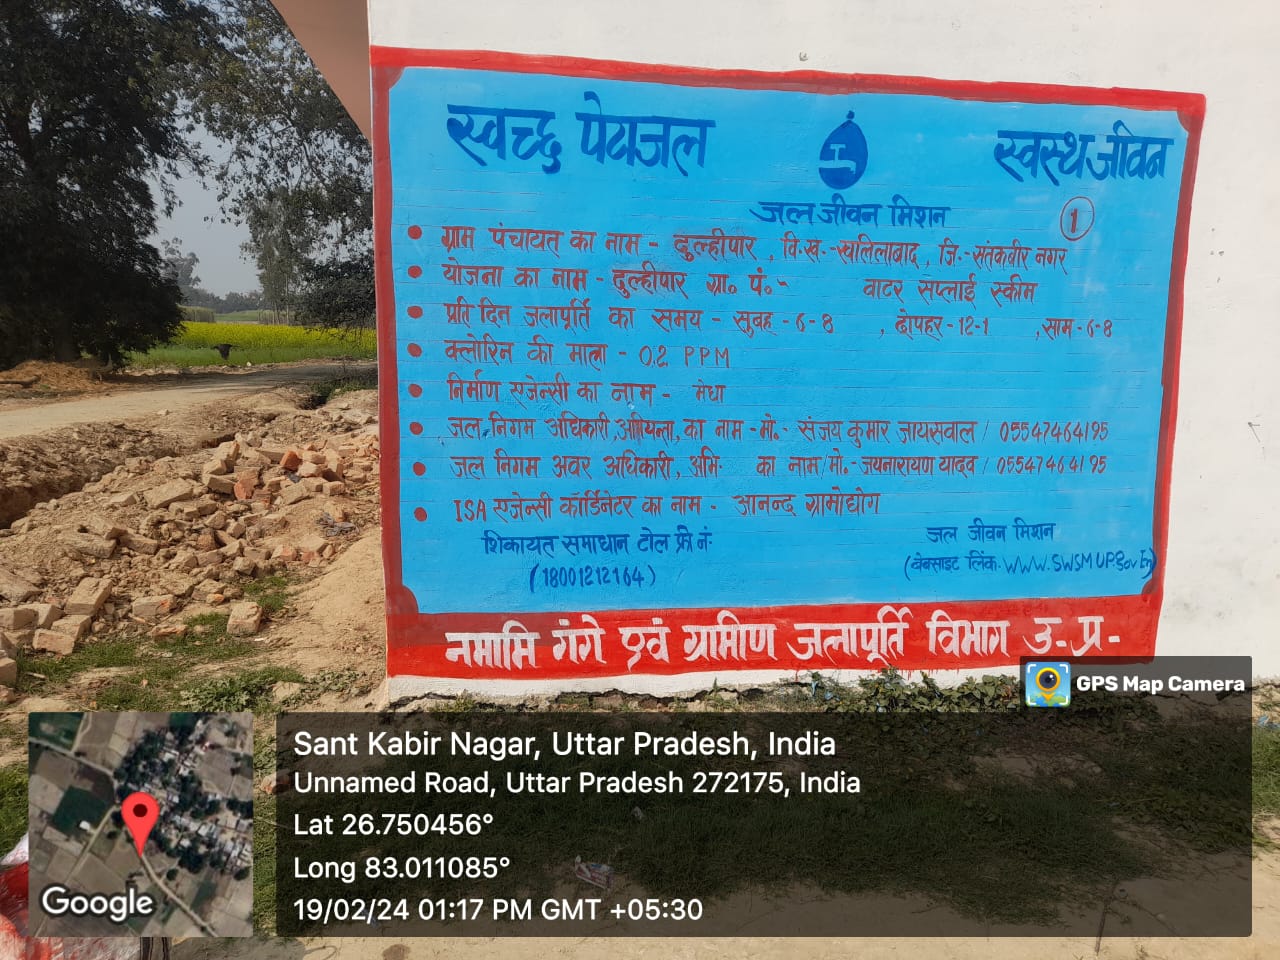 स्वच्छ पेयजल
स्वस्थ जीवन
जल जीवन मिशन
1
• ग्राम पंचायत का नाम - दुल्हीपार, वि.ख.-खलिलाबाद, जि.-संतकबीर नगर
• योजना का नाम - दुल्हीपार ग्रा० पं०- वाटर सप्लाई स्कीम
• प्रति दिन जलापूर्ति का समय - सुबह - 6-8 , दोपहर - 12-1 , साम - 6-8
• क्लोरिन की मात्रा - 0.2 PPM
• निर्माण एजेन्सी का नाम - मेघा
• जल निगम अधिकारी, का नाम - मो.- संजय कुमार जायसवाल / 05547464195
• जल निगम अवर अधिकारी, अभि. का नाम/मो.- जयनारायण यादव / 05547464195
• ISA एजेन्सी कॉर्डिनेटर का नाम - आनन्द ग्रामोद्योग
शिकायत समाधान टोल फ्री नं.
(18001212164)
जल जीवन मिशन
(वेबसाइट लिंक. WWW.SWSMUP.Gov
नमामि गंगे एवं ग्रामीण जलापूर्ति विभाग उ-प्र-
GPS Map Camera
Sant Kabir Nagar, Uttar Pradesh, India
Unnamed Road, Uttar Pradesh 272175, India
Lat 26.750456°
Long 83.011085°
19/02/24 01:17 PM GMT +05:30
Google